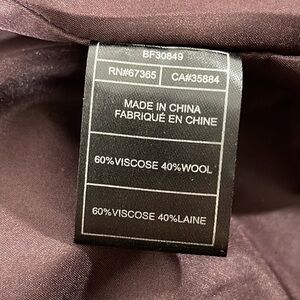 BF30849
RN#67365 CA#35884
MADE IN CHINA
FABRIQUÉ EN CHINE
60%VISCOSE 40%WOOL
60%VISCOSE 40%LAINE